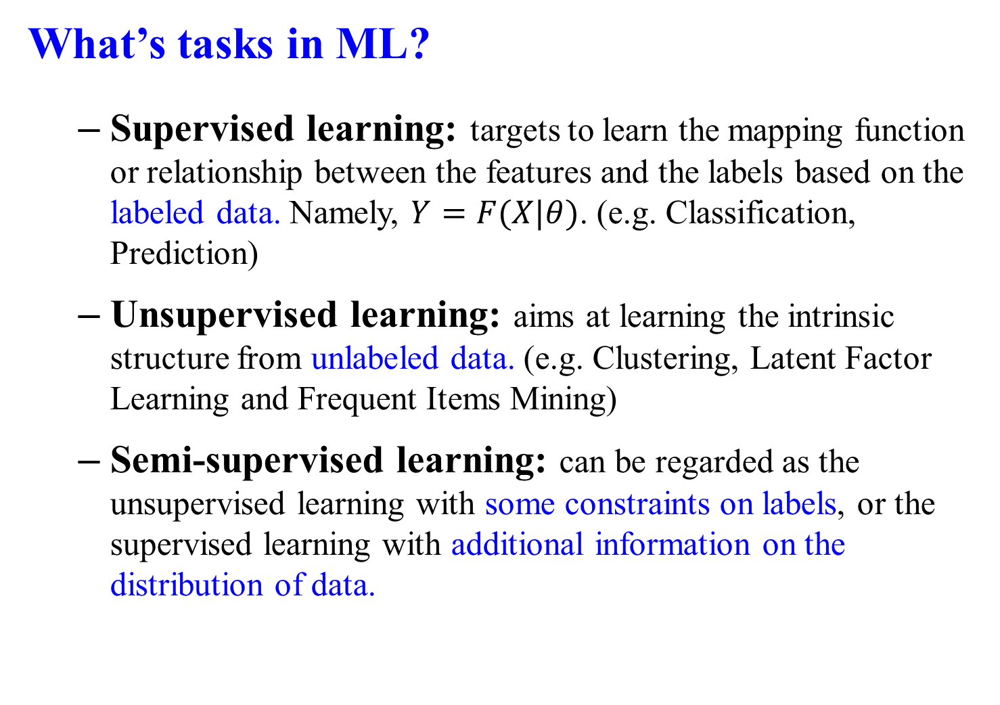 What’s tasks in ML?
– Supervised learning: targets to learn the mapping function
or relationship between the features and the labels based on the
labeled data. Namely, 𝑌 = 𝐹(𝑋|𝜃). (e.g. Classification,
Prediction)
– Unsupervised learning: aims at learning the intrinsic
structure from unlabeled data. (e.g. Clustering, Latent Factor
Learning and Frequent Items Mining)
– Semi-supervised learning: can be regarded as the
unsupervised learning with some constraints on labels, or the
supervised learning with additional information on the
distribution of data.